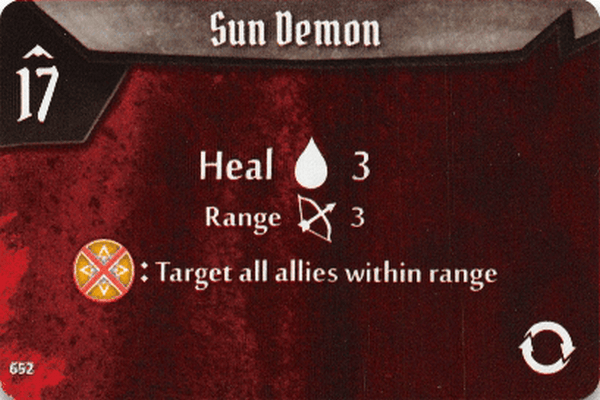 Sun Demon
17
Heal 3
Range 3
: Target all allies within range
652